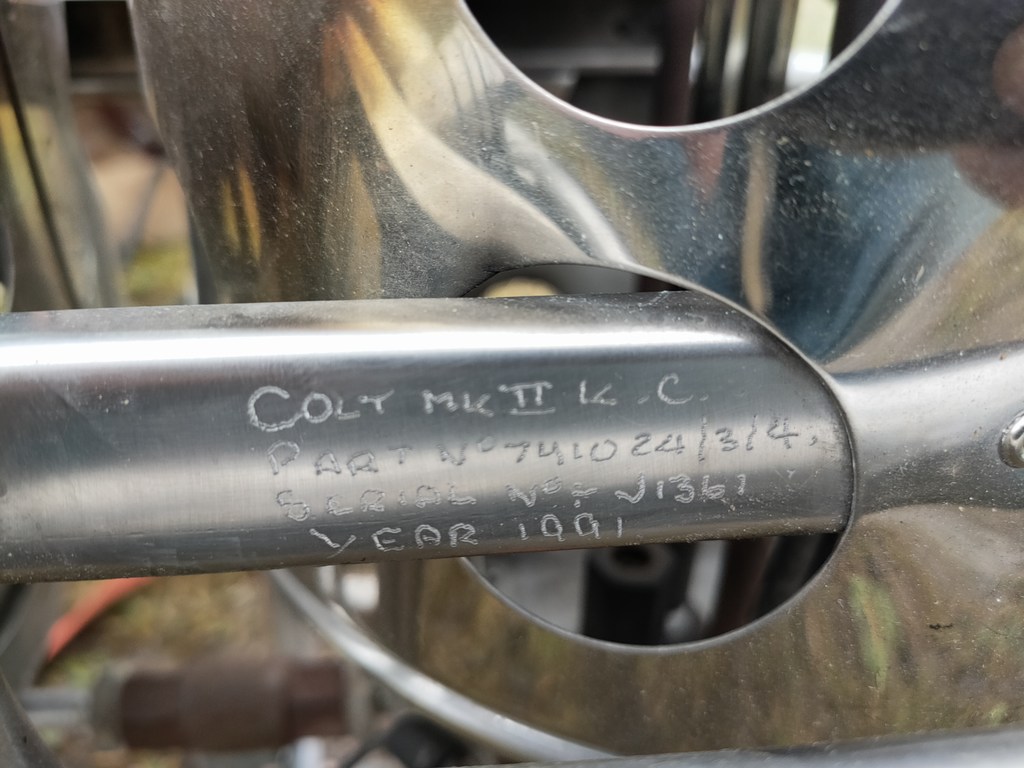 COLT MK II K.C.
PART No 741024/3/4.
SERIAL No:- J1361
YEAR 1991